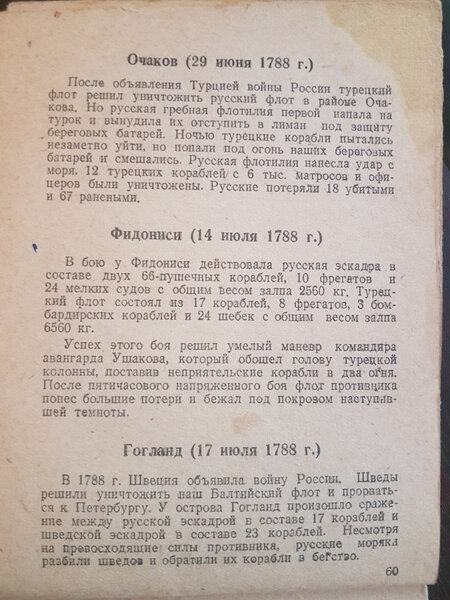 Очаков (29 июня 1788 г.)
После объявления Турцией войны России турецкий
флот решил уничтожить русский флот в районе Оча-
кова. Но русская гребная флотилия первой напала на
турок и вынудила их отступить в лиман под защиту
береговых батарей. Ночью турецкие корабли пытались
незаметно уйти, но попали под огонь наших береговых
батарей и смешались. Русская флотилия нанесла удар с
моря. 12 турецких кораблей с 6 тыс. матросов и офи-
церов были уничтожены. Русские потеряли 18 убитыми
и 67 ранеными.
Фидониси (14 июля 1788 г.)
В бою у Фидониси действовала русская эскадра в
составе двух 66-пушечных кораблей, 10 фрегатов и
24 мелких судов с общим весом залпа 2560 кг. Турец-
кий флот состоял из 17 кораблей, 8 фрегатов, 3 бом-
бардирских кораблей и 24 шебек с общим весом залпа
6560 кг.
Успех этого боя решил умелый маневр командира
авангарда Ушакова, который обошел голову турецкой
колонны, поставив неприятельские корабли в два огня.
После пятичасового напряженного боя флот противника
понес большие потери и бежал под покровом наступив-
шей темноты.
Гогланд (17 июля 1788 г.)
В 1788 г. Швеция объявила войну России. Шведы
решили уничтожить наш Балтийский флот и прорвать-
ся к Петербургу. У острова Гогланд произошло сраже-
ние между русской эскадрой в составе 17 кораблей и
шведской эскадрой в составе 23 кораблей. Несмотря
на превосходящие силы противника, русские моряки
разбили шведов и обратили их корабли в бегство.
60